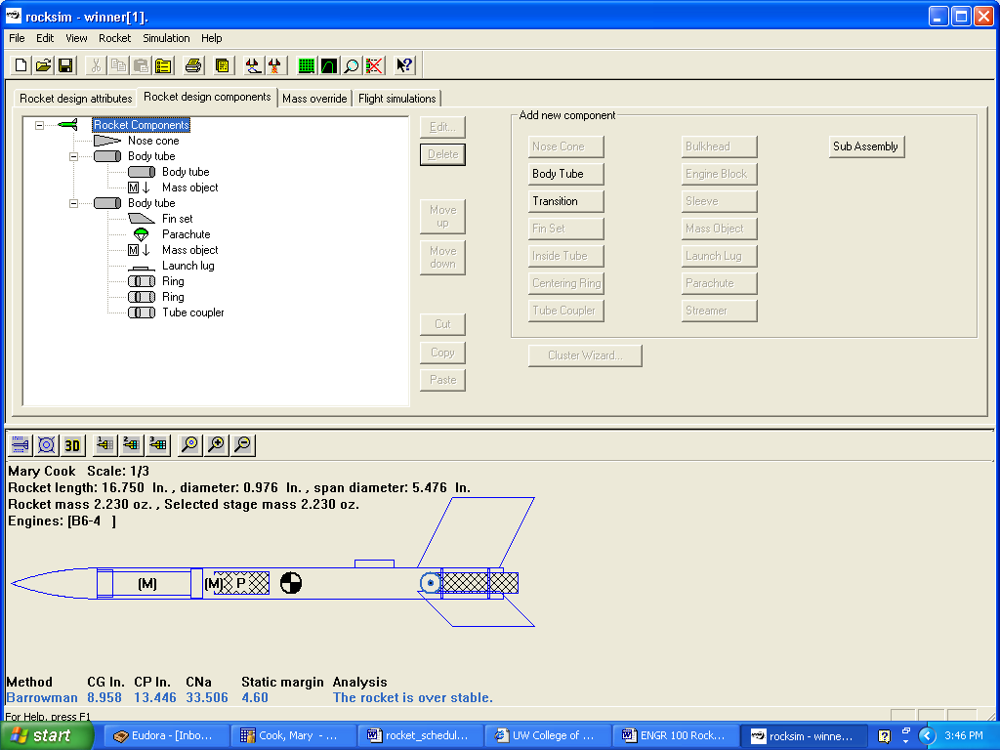 rocksim - winner[1].
File Edit View Rocket Simulation Help
Rocket design attributes Rocket design components Mass override Flight simulations
Rocket Components
Nose cone
Body tube
Body tube
M Mass object
Body tube
Fin set
Parachute
M Mass object
Launch lug
Ring
Ring
Tube coupler
Edit...
Delete
Move up
Move down
Cut
Copy
Paste
Add new component
Nose Cone Bulkhead Sub Assembly
Body Tube Engine Block
Transition Sleeve
Fin Set Mass Object
Inside Tube Launch Lug
Centering Ring Parachute
Tube Coupler Streamer
Cluster Wizard...
3D 1 2 3
Mary Cook Scale: 1/3
Rocket length: 16.750 In. , diameter: 0.976 In. , span diameter: 5.476 In.
Rocket mass 2.230 oz. , Selected stage mass 2.230 oz.
Engines: [B6-4 ]
(M) (M) P
Method CG In. CP In. CNa Static margin Analysis
Barrowman 8.958 13.446 33.506 4.60 The rocket is over stable.
For Help, press F1
start Eudora - [Inbo... Cook, Mary - ... rocket_schedul... UW College of ... ENGR 100 Rock... rocksim - winne... 3:46 PM